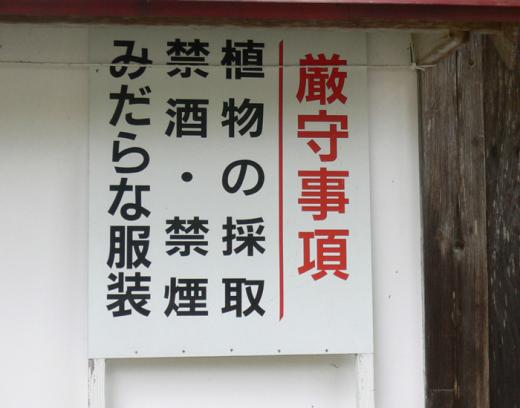 厳守事項
植物の採取
禁酒・禁煙
みだらな服装